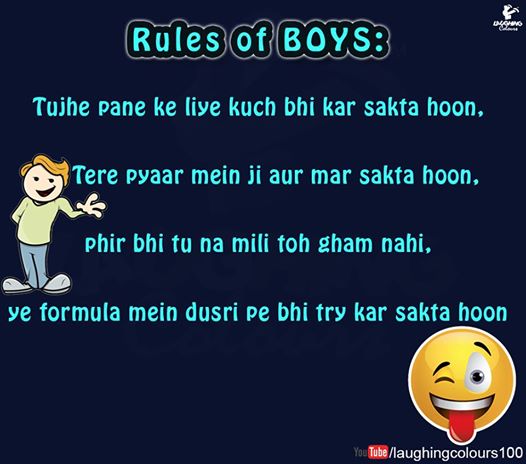 LAUGHING
Colours
Rules of BOYS:
Tujhe pane ke liye kuch bhi kar sakta hoon,
Tere pyaar mein ji aur mar sakta hoon,
phir bhi tu na mili toh gham nahi,
ye formula mein dusri pe bhi try kar sakta hoon
YouTube/laughingcolours100